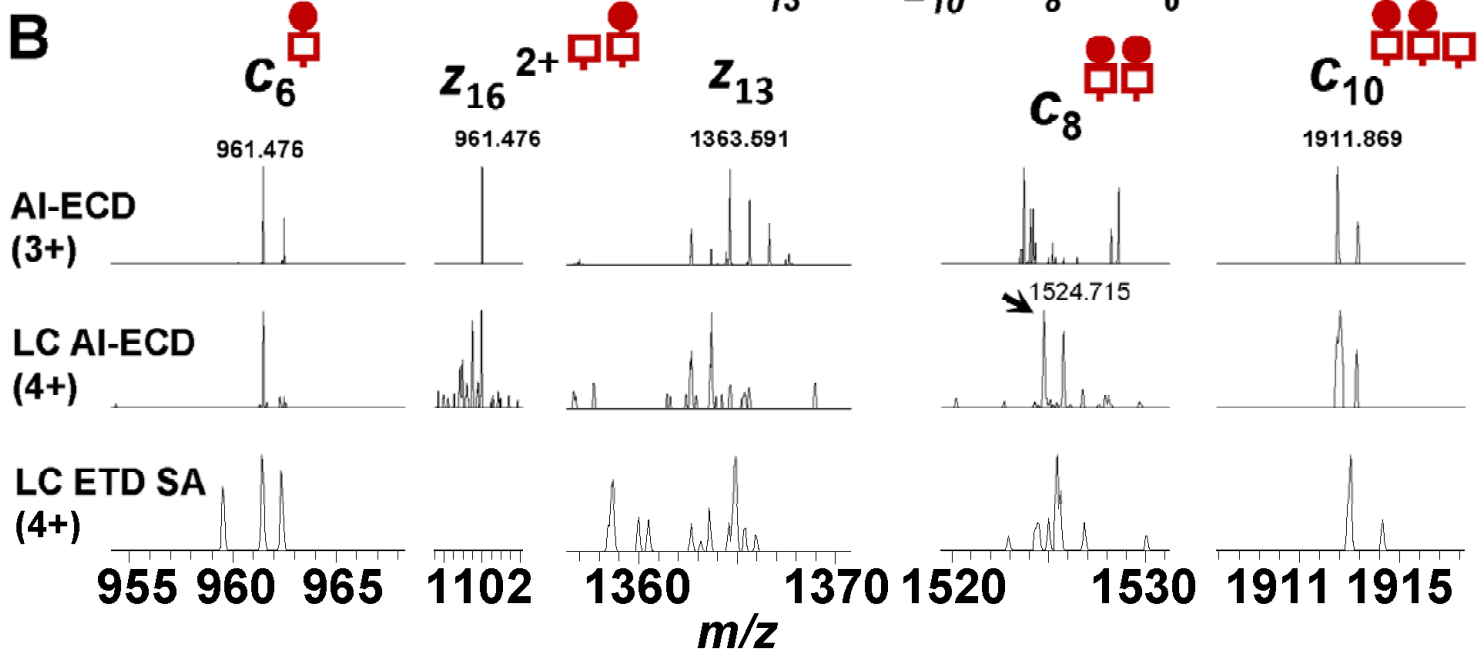 B
c6
z16 2+
z13
c8
c10
961.476
961.476
1363.591
1911.869
AI-ECD
(3+)
1524.715
LC AI-ECD
(4+)
LC ETD SA
(4+)
955 960 965 1102 1360 1370 1520 1530 1911 1915
m/z